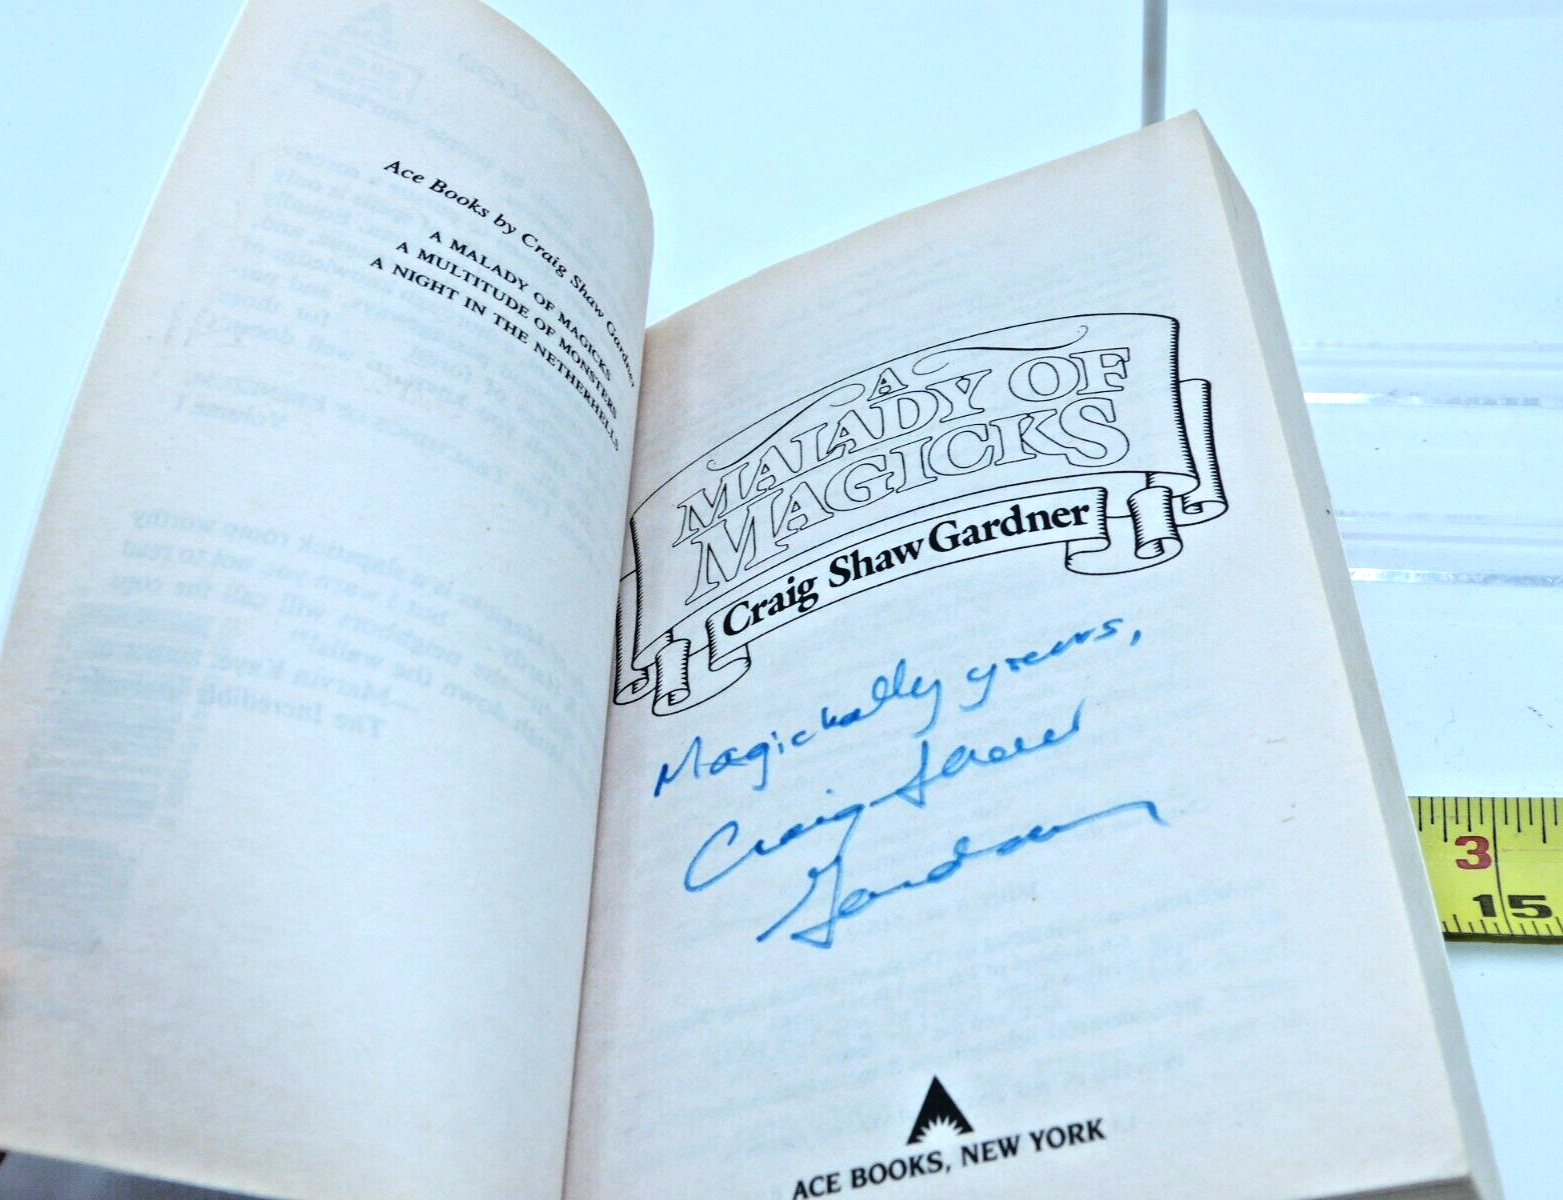 Ace Books by Craig Shaw Gardner
A MALADY OF MAGICKS
A MULTITUDE OF MONSTERS
A NIGHT IN THE NETHERHELLS
A
MALADY OF
MAGICKS
Craig Shaw Gardner
Magickally yours,
Craig Shaw
Gardner
ACE BOOKS, NEW YORK
3
15